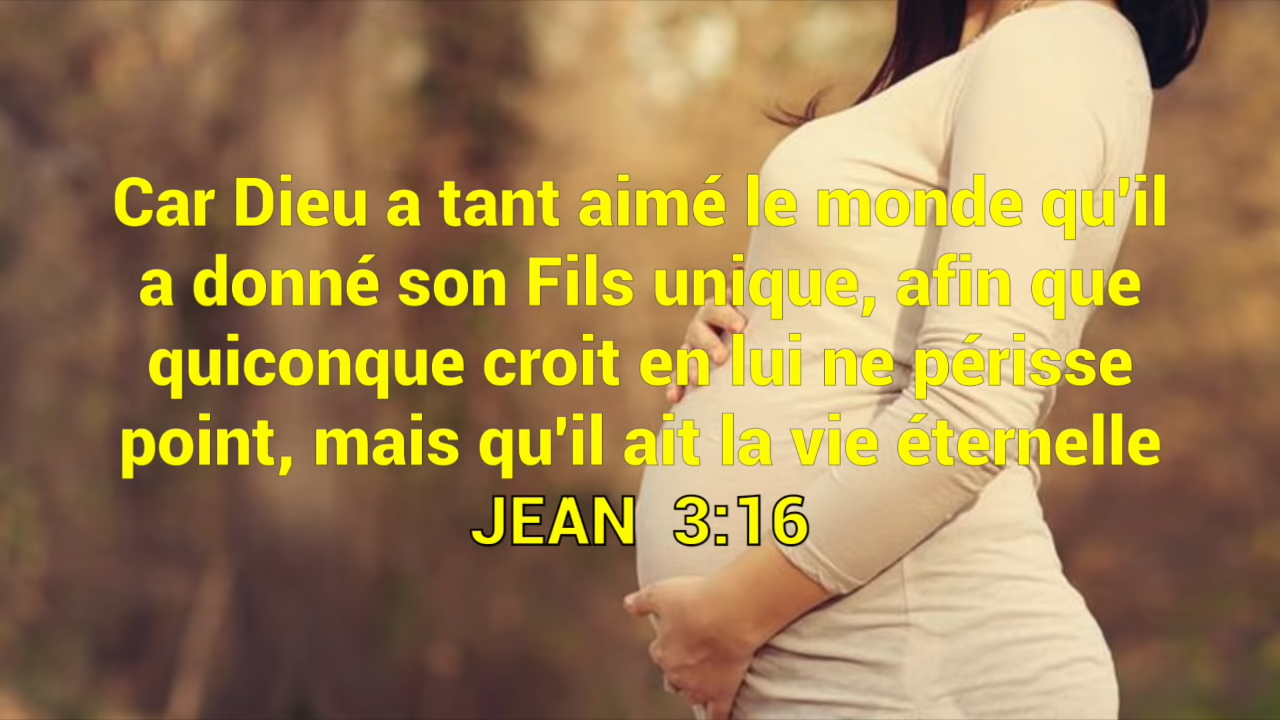 Car Dieu a tant aimé le monde qu'il
a donné son Fils unique, afin que
quiconque croit en lui ne périsse
point, mais qu'il ait la vie éternelle
JEAN  3:16